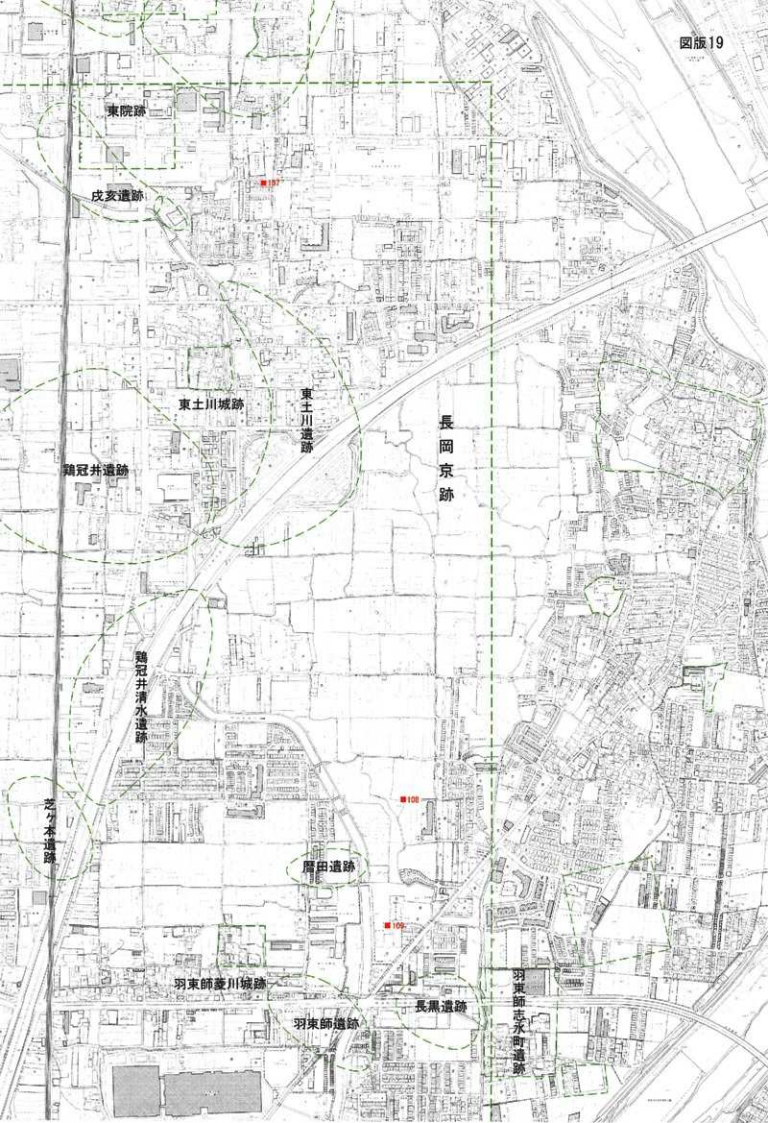 図版19
東院跡
戌亥遺跡
107
東土川城跡
東土川遺跡
長岡京跡
鶏冠井遺跡
鶏冠井清水遺跡
芝ヶ本遺跡
108
暦田遺跡
109
羽束師菱川城跡
羽束師遺跡
長黒遺跡
羽束師志水町遺跡